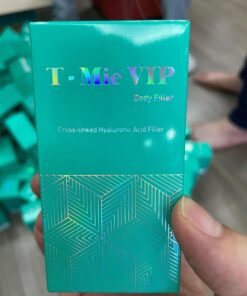 T - Mie VIP
Body Filler
Cross-linked Hyaluronic Acid Filler